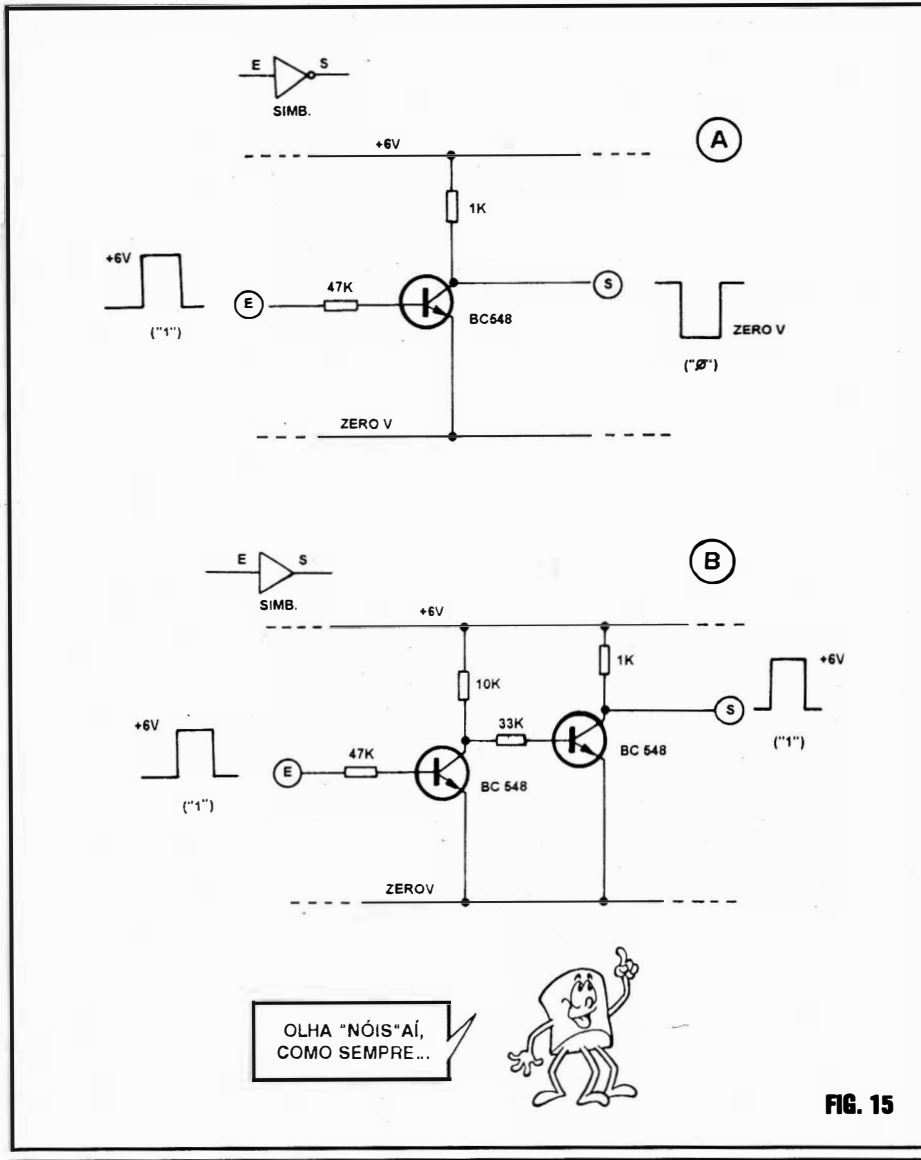 E S
SIMB.
A
+6V
1K
+6V
47K
E
S
BC548
ZERO V
("1")
("Ø")
ZERO V
E S
SIMB.
B
+6V
1K
+6V
10K
S
33K
+6V
("1")
47K
BC 548
E
BC 548
("1")
ZEROV
OLHA "NÓIS"AÍ,
COMO SEMPRE...
FIG. 15